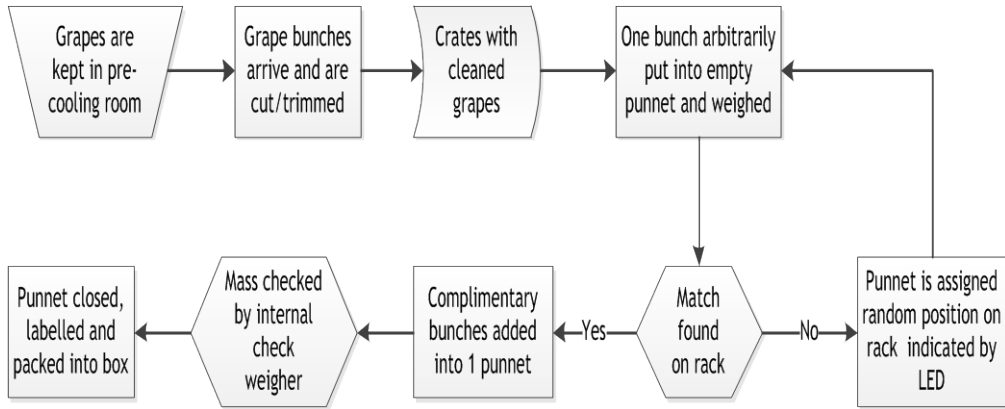 Grapes are
kept in pre-
cooling room
Grape bunches
arrive and are
cut/trimmed
Crates with
cleaned
grapes
One bunch arbitrarily
put into empty
punnet and weighed
Punnet closed,
labelled and
packed into box
Mass checked
by internal
check
weigher
Complimentary
bunches added
into 1 punnet
Yes
Match
found
on rack
No
Punnet is assigned
random position on
rack indicated by
LED